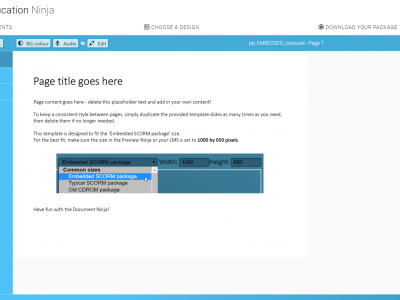 ucation Ninja
ENTS
CHOOSE A DESIGN
DOWNLOAD YOUR PACKAGE
BG colour
Audio
Edit
pp_EMBEDDED_carousel - Page 1
Page title goes here
Page content goes here - delete this placeholder text and add in your own content!
To keep a consistent style between pages, simply duplicate the provided template slides as many times as you need,
then delete them if no longer needed.
This template is designed to fit the 'Embedded SCORM package' size.
For the best fit, make sure the size in the Preview Ninja or your LMS is set to 1000 by 650 pixels.
Embedded SCORM package Width: 1000 Height: 650
Common sizes
Embedded SCORM package
Typical SCORM package
Old CDROM package
Have fun with the Document Ninja!